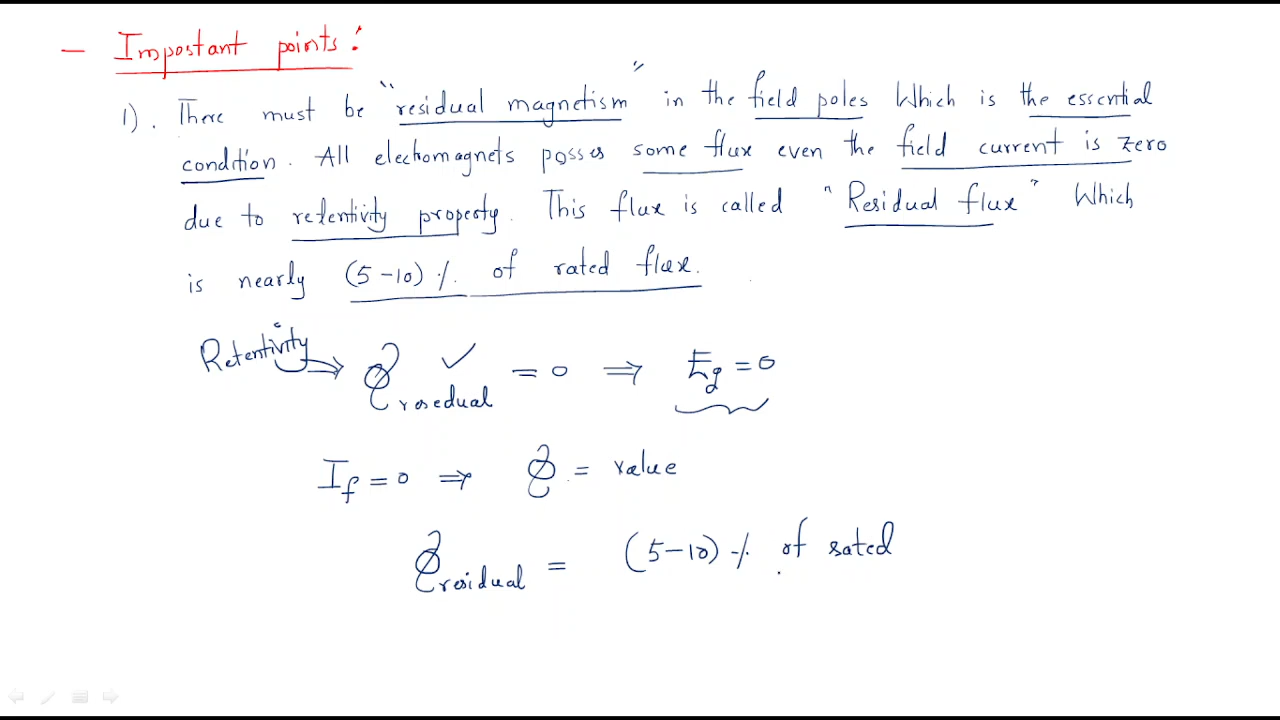 - Important points:
1). There must be "residual magnetism" in the field poles Which is the essential
condition. All electomagnets posses some flux even the field current is zero
due to retentivity property. This flux is called "Residual flux" Which
is nearly (5-10) % of rated flux.
Retentivity → Φ rosedual ✓ = 0 ⇒ Eg = 0
If = 0 ⇒ Φ = value
Φ residual = (5-10) % of rated